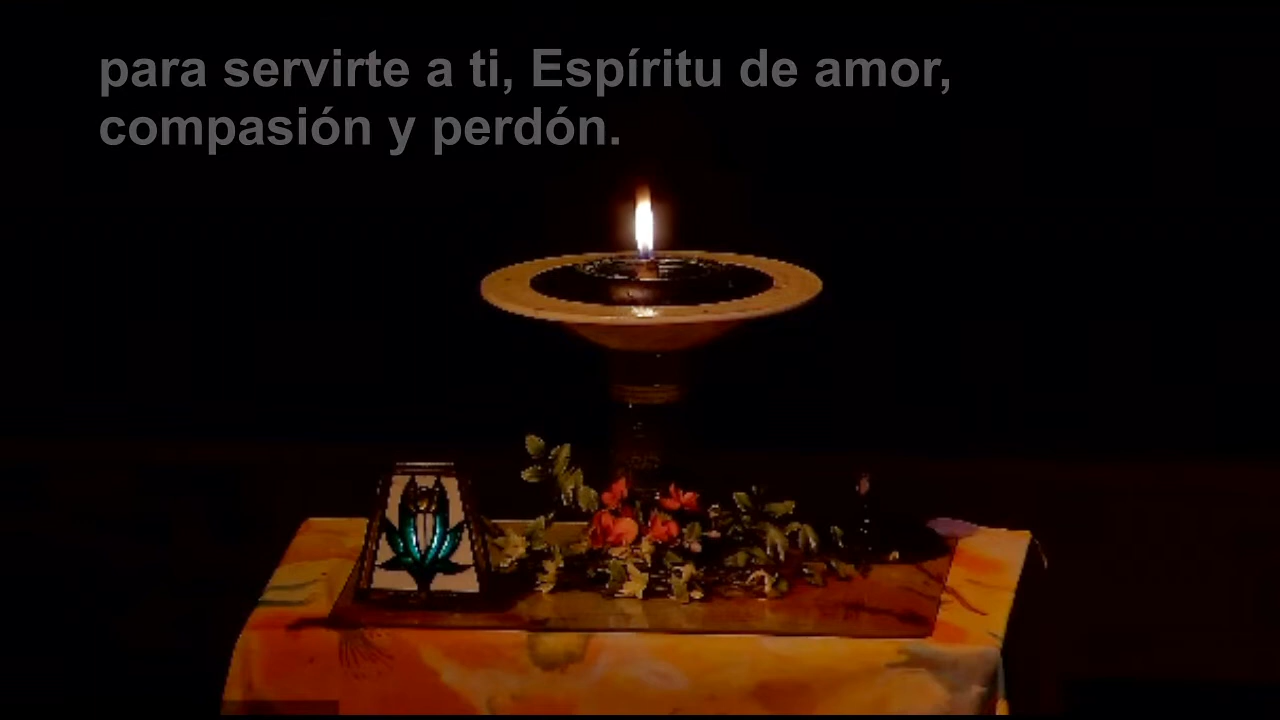 para servirte a ti, Espíritu de amor,
compasión y perdón.